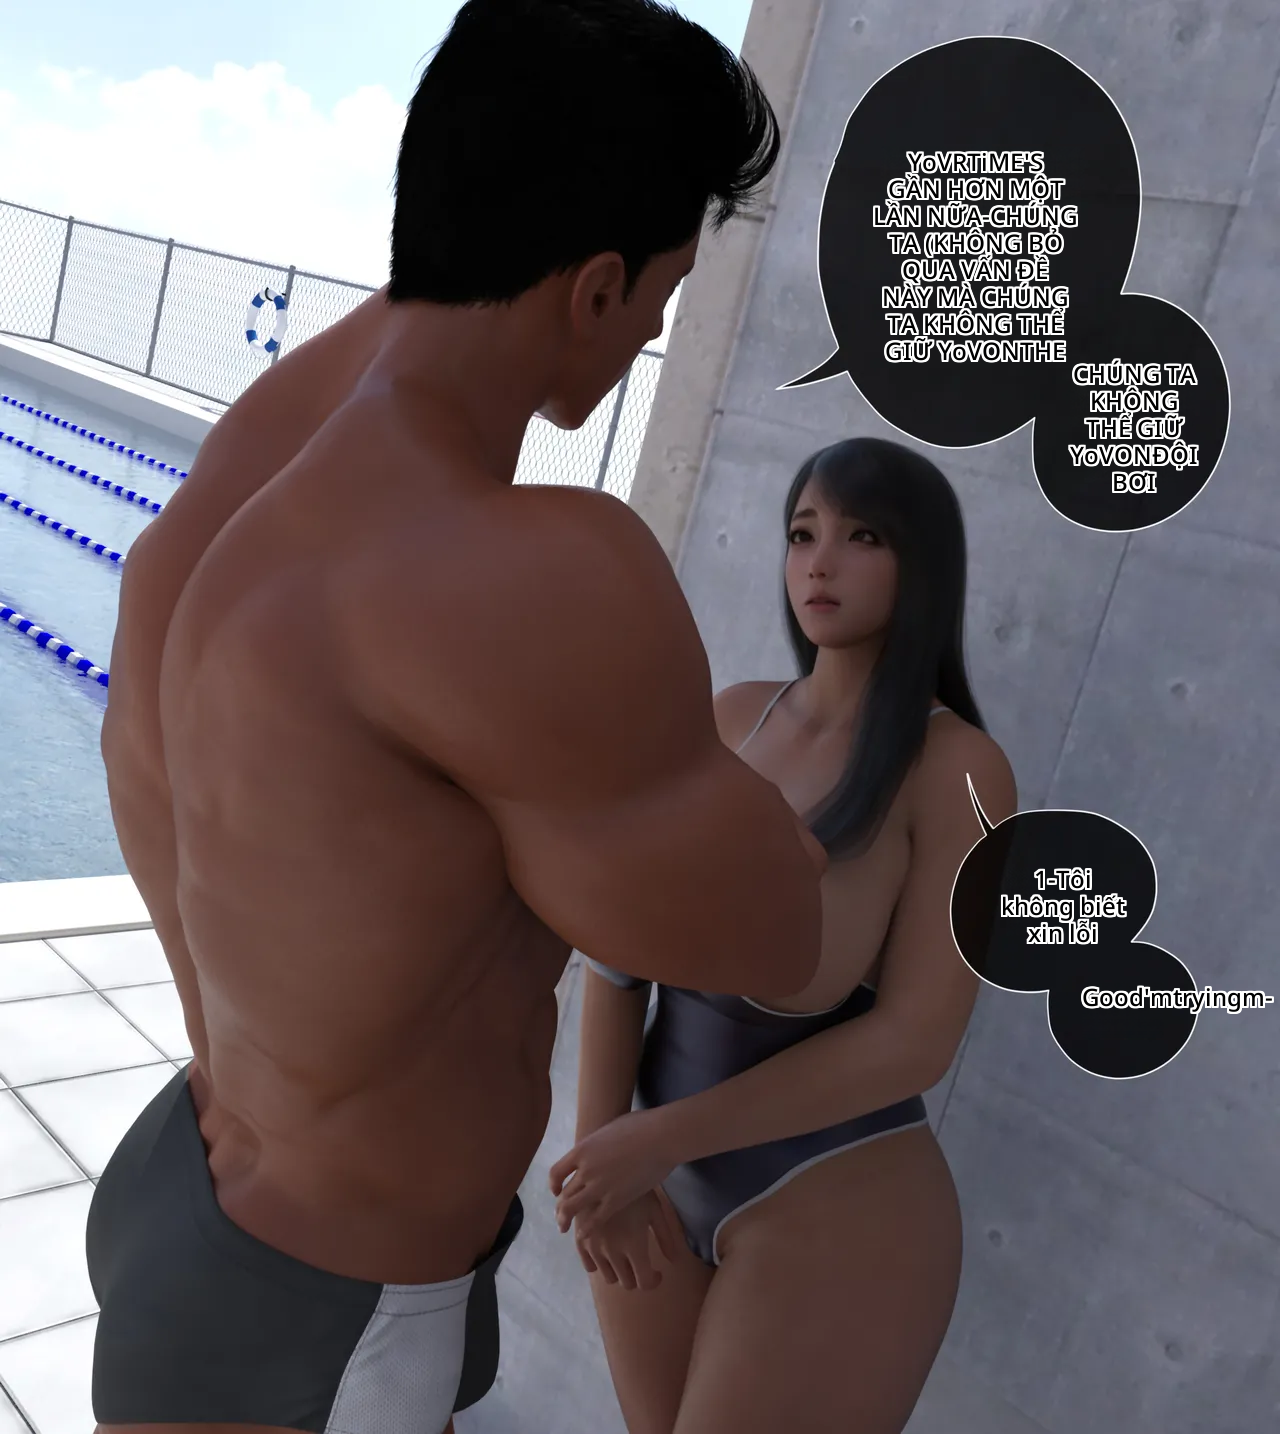 YoVRTiME'S
GẦN HƠN MỘT
LẦN NỮA-CHÚNG
TA (KHÔNG BỎ
QUA VẤN ĐỀ
NÀY MÀ CHÚNG
TA KHÔNG THỂ
GIỮ YoVONTHE
CHÚNG TA
KHÔNG
THỂ GIỮ
YoVONĐỘI
BƠI
1-Tôi
không biết
xin lỗi
Good'mtryingm-